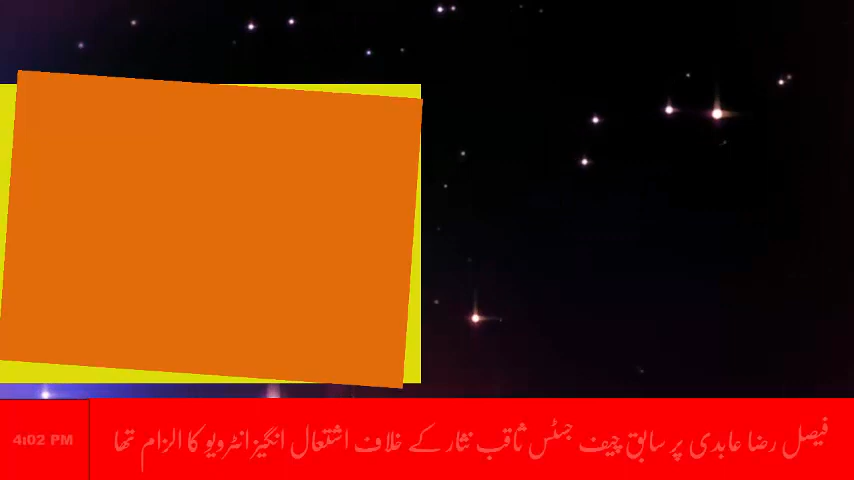 فیصل رضا عابدی پر سابق چیف جسٹس ثاقب نثار کے خلاف اشتعال انگیز انٹرویو کا الزام تھا
4:02 PM